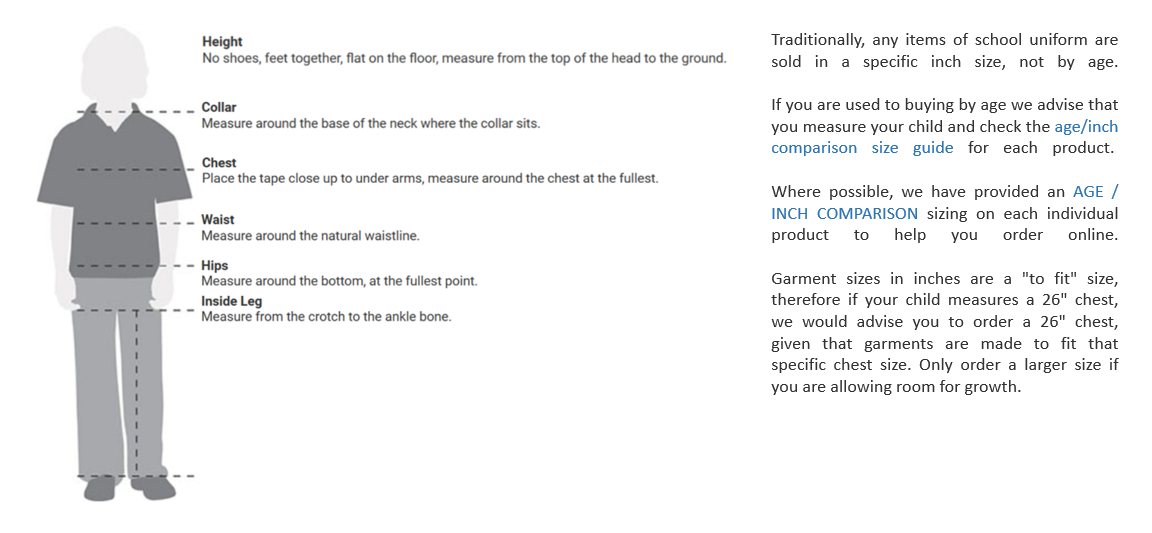 Height
No shoes, feet together, flat on the floor, measure from the top of the head to the ground.
Collar
Measure around the base of the neck where the collar sits.
Chest
Place the tape close up to under arms, measure around the chest at the fullest.
Waist
Measure around the natural waistline.
Hips
Measure around the bottom, at the fullest point.
Inside Leg
Measure from the crotch to the ankle bone.
Traditionally, any items of school uniform are
sold in a specific inch size, not by age.
If you are used to buying by age we advise that
you measure your child and check the age/inch
comparison size guide for each product.
Where possible, we have provided an AGE /
INCH COMPARISON sizing on each individual
product to help you order online.
Garment sizes in inches are a "to fit" size,
therefore if your child measures a 26" chest,
we would advise you to order a 26" chest,
given that garments are made to fit that
specific chest size. Only order a larger size if
you are allowing room for growth.